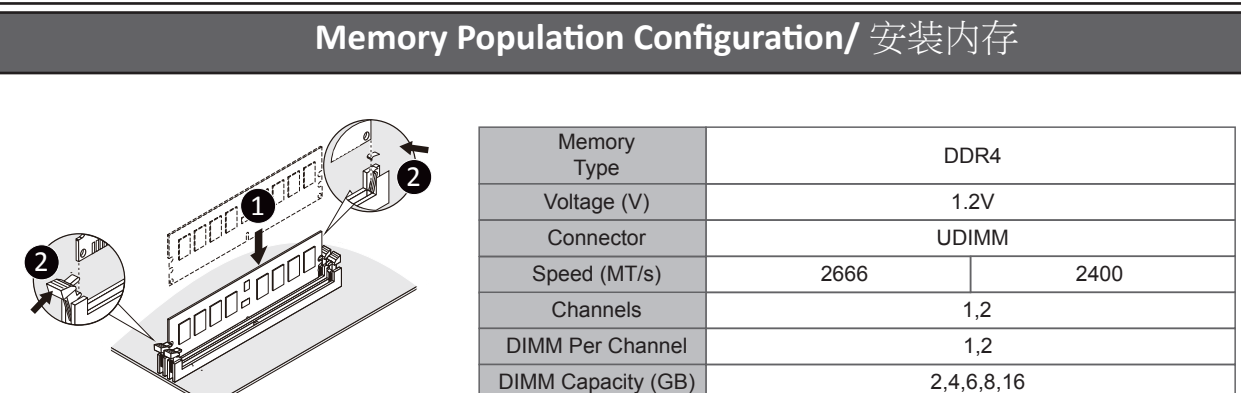 Memory Population Configuration/ 安装内存
2
1
2
Memory
Type
DDR4
Voltage (V)
1.2V
Connector
UDIMM
Speed (MT/s)
2666
2400
Channels
1,2
DIMM Per Channel
1,2
DIMM Capacity (GB)
2,4,6,8,16